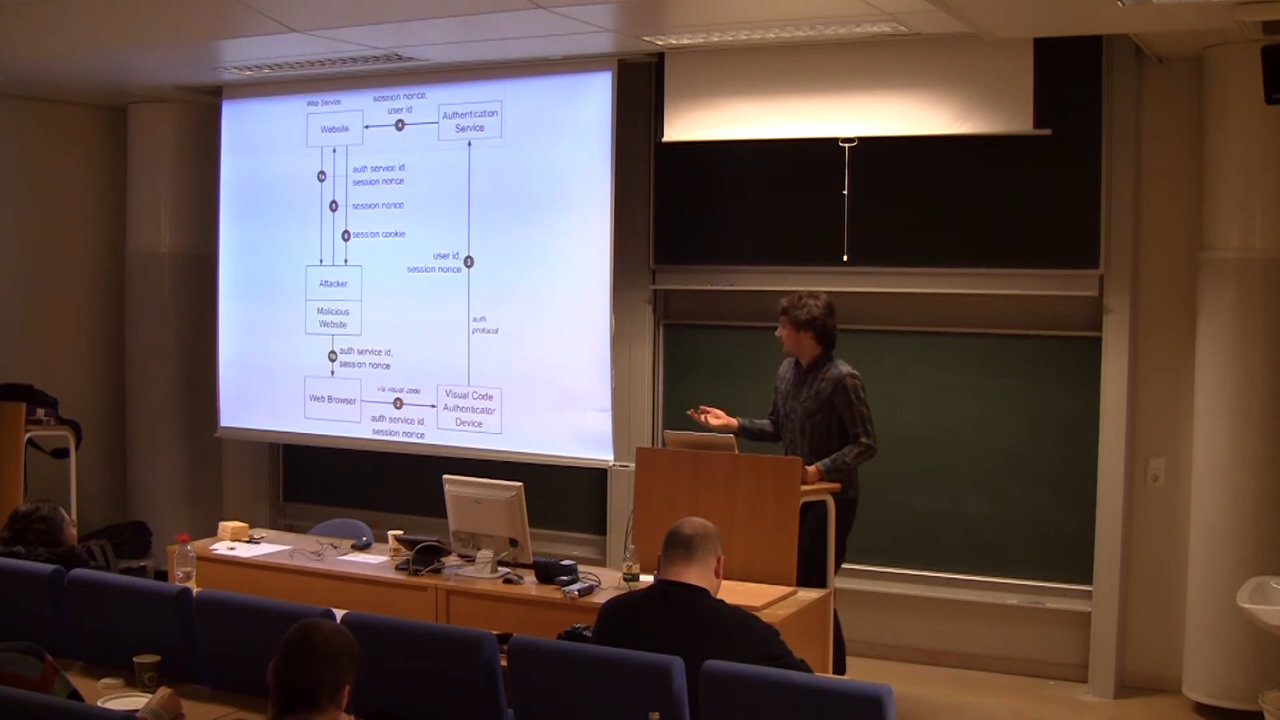 Web Service
session nonce,
user id
Website
4
Authentication
Service
1a
auth service id,
session nonce
5
session nonce
6
session cookie
user id,
session nonce
3
Attacker
Malicious
Website
auth
protocol
1b
auth service id,
session nonce
via visual code
Web Browser
2
Visual Code
Authenticator
Device
auth service id,
session nonce